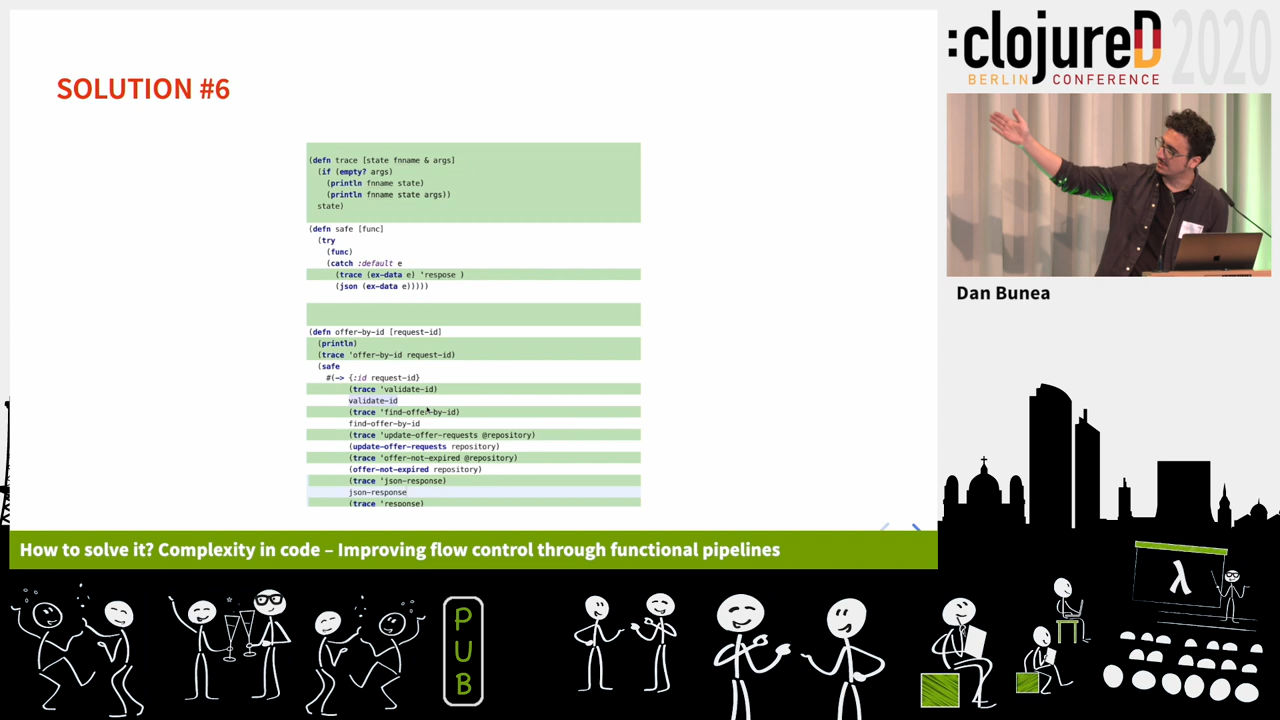 SOLUTION #6
(defn trace [state fnname & args]
(if (empty? args)
(println fnname state)
(println fnname state args))
state)
(defn safe [func]
(try
(func)
(catch :default e
(trace (ex-data e) 'respose )
(json (ex-data e)))))
(defn offer-by-id [request-id]
(println)
(trace 'offer-by-id request-id)
(safe
#(-> {:id request-id}
(trace 'validate-id)
validate-id
(trace 'find-offer-by-id)
find-offer-by-id
(trace 'update-offer-requests @repository)
(update-offer-requests repository)
(trace 'offer-not-expired @repository)
(offer-not-expired repository)
(trace 'json-response)
json-response
(trace 'response)
:clojureD 2020
BERLIN CONFERENCE
Dan Bunea
How to solve it? Complexity in code – Improving flow control through functional pipelines
PUB
λ